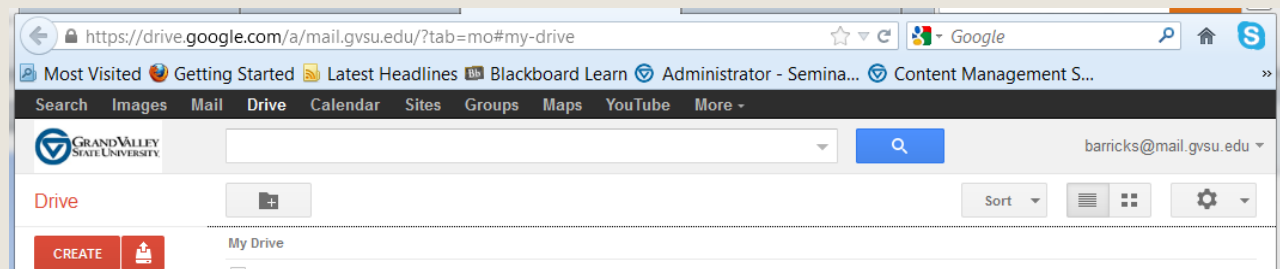 https://drive.google.com/a/mail.gvsu.edu/?tab=mo#my-drive Google
Most Visited Getting Started Latest Headlines Bb Blackboard Learn Administrator - Semina... Content Management S... »
Search Images Mail Drive Calendar Sites Groups Maps YouTube More
GRANDVALLEY
STATE UNIVERSITY
barricks@mail.gvsu.edu
Drive Sort
CREATE My Drive